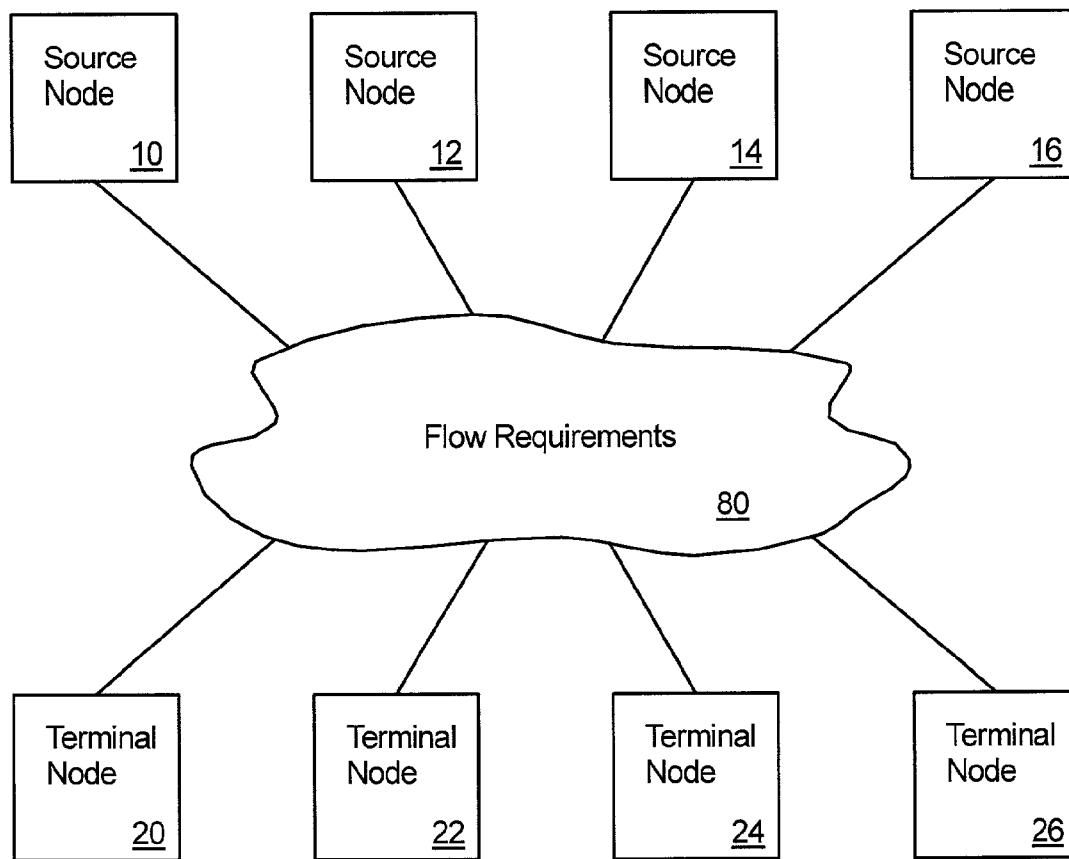 Source
Node
10
Source
Node
12
Source
Node
14
Source
Node
16
Flow Requirements
80
Terminal
Node
20
Terminal
Node
22
Terminal
Node
24
Terminal
Node
26